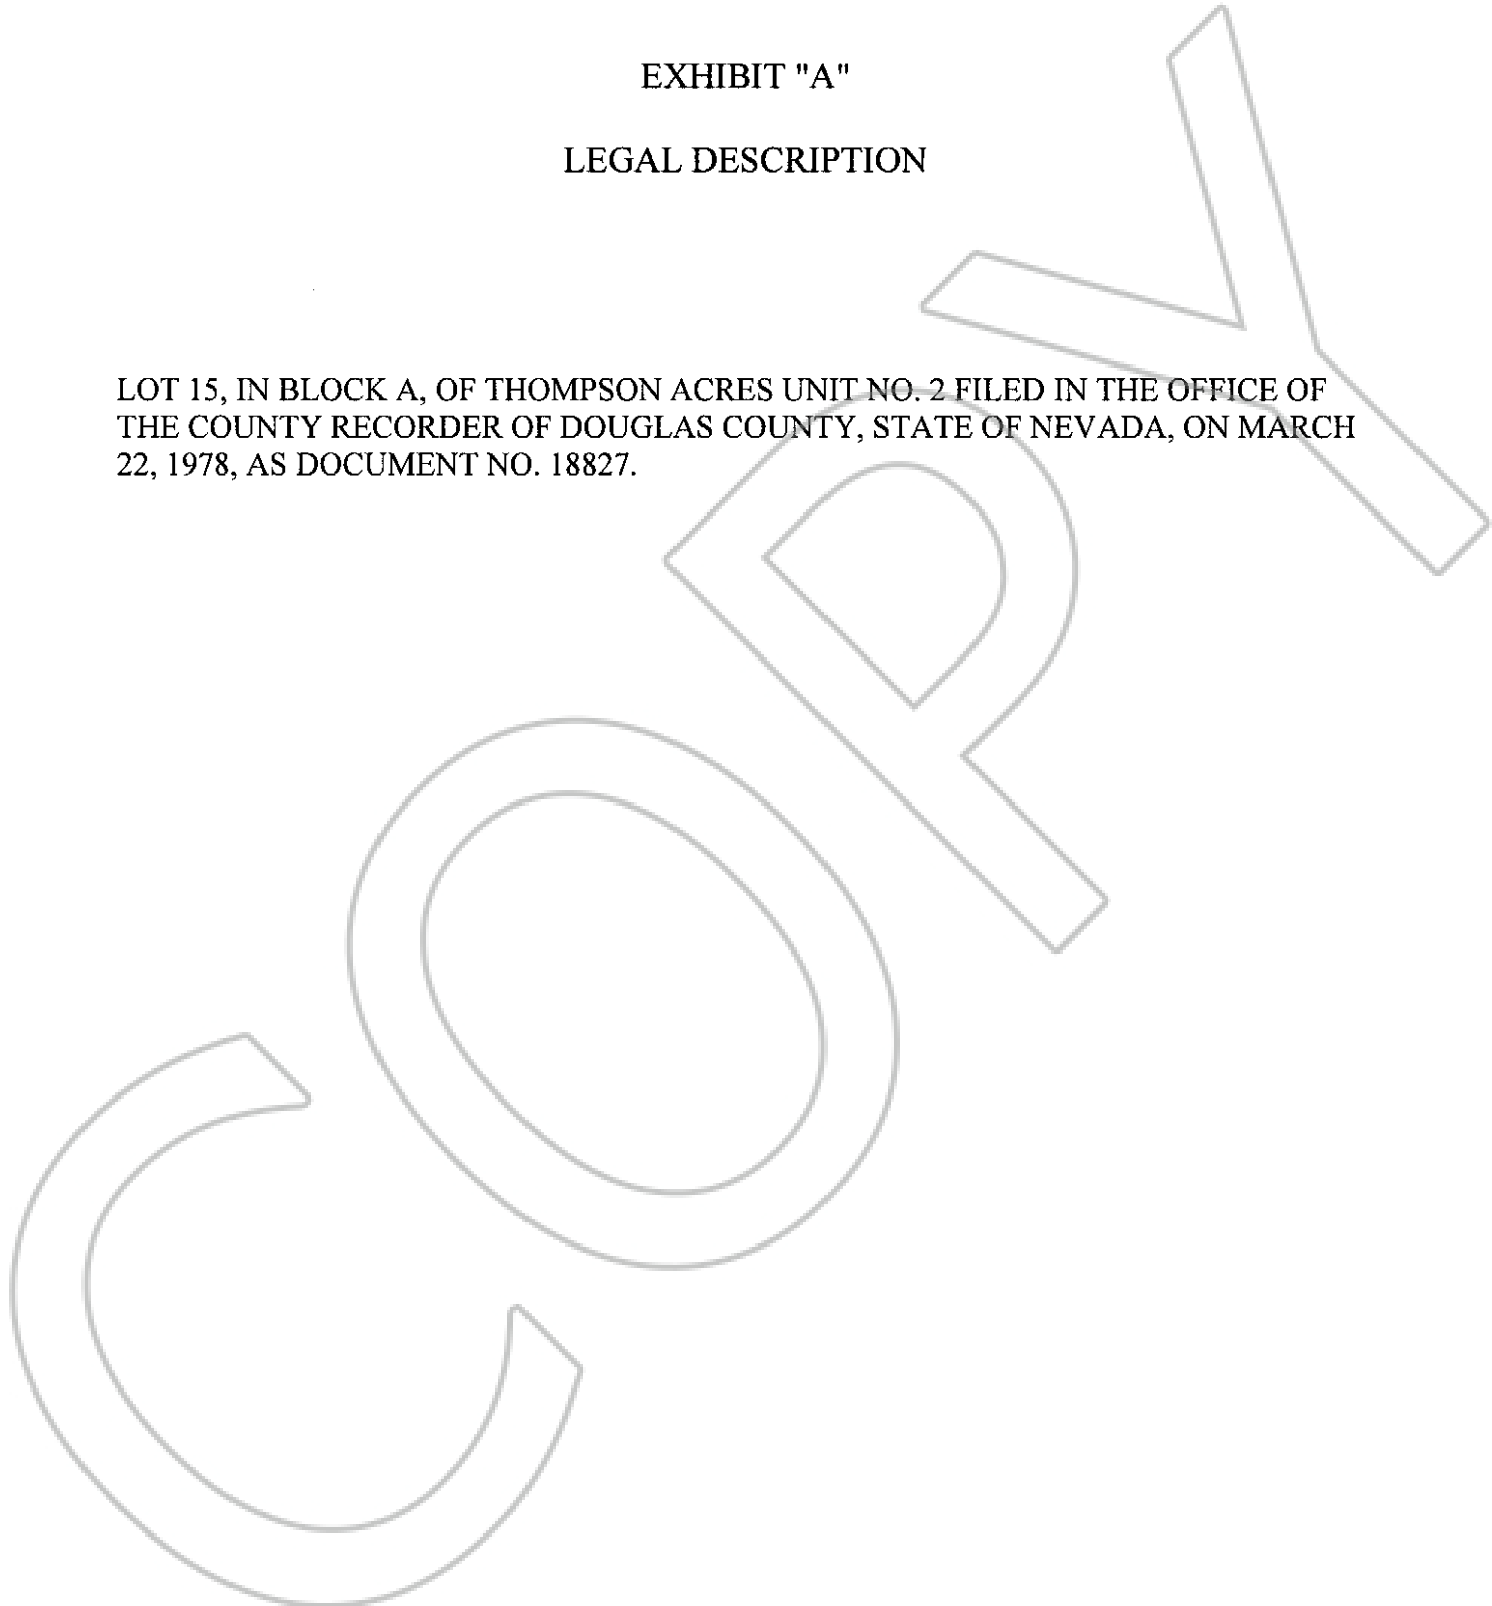 EXHIBIT "A"
LEGAL DESCRIPTION
LOT 15, IN BLOCK A, OF THOMPSON ACRES UNIT NO. 2 FILED IN THE OFFICE OF
THE COUNTY RECORDER OF DOUGLAS COUNTY, STATE OF NEVADA, ON MARCH
22, 1978, AS DOCUMENT NO. 18827.
COPY